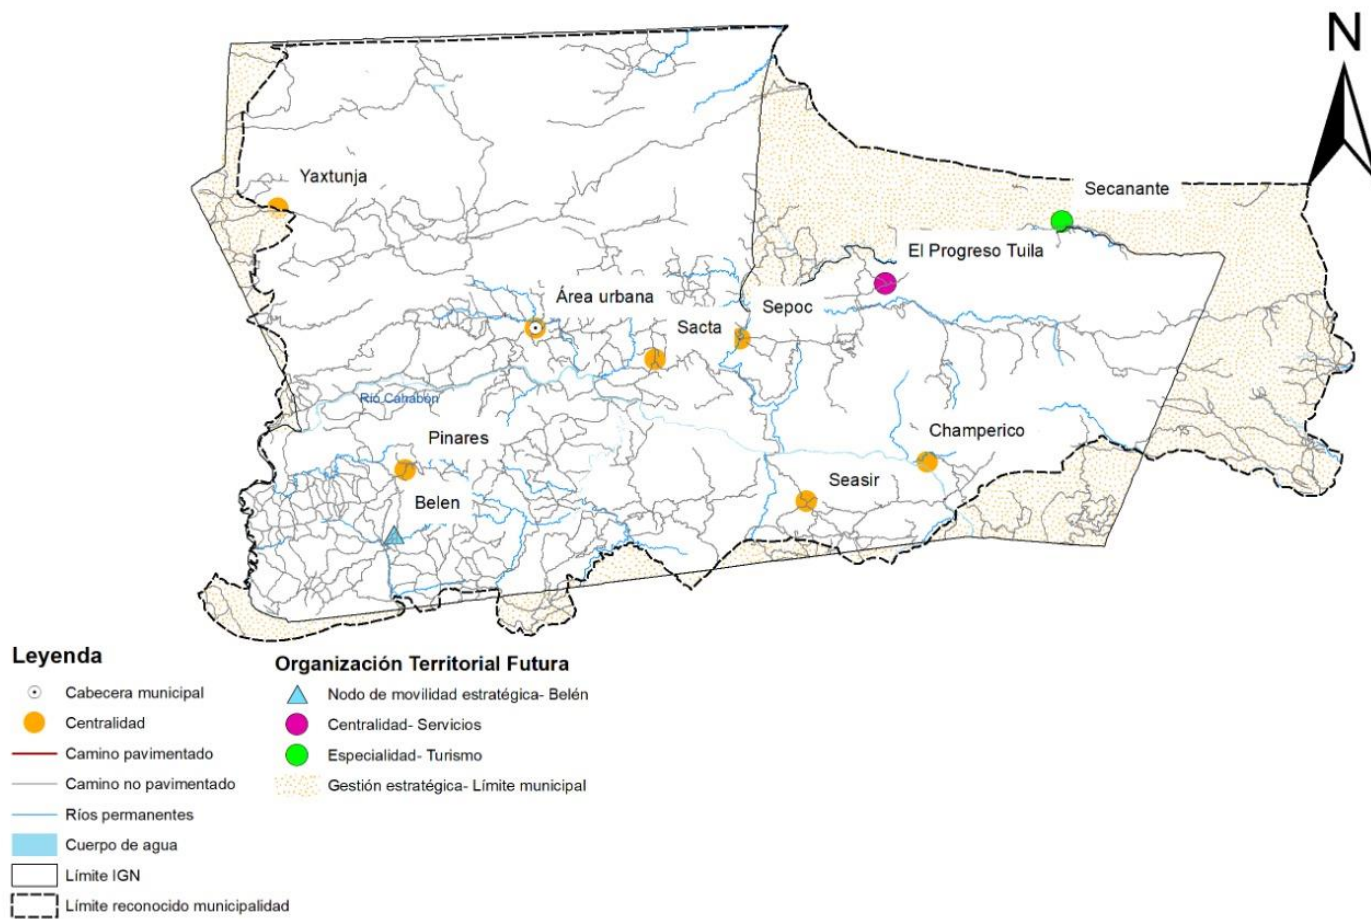 N
Yaxtunja
Secanante
El Progreso Tuila
Área urbana
Sepoc
Sacta
Río Cahabón
Pinares
Champerico
Seasir
Belen
Leyenda
Cabecera municipal
Centralidad
Camino pavimentado
Camino no pavimentado
Ríos permanentes
Cuerpo de agua
Límite IGN
Límite reconocido municipalidad
Organización Territorial Futura
Nodo de movilidad estratégica- Belén
Centralidad- Servicios
Especialidad- Turismo
Gestión estratégica- Límite municipal